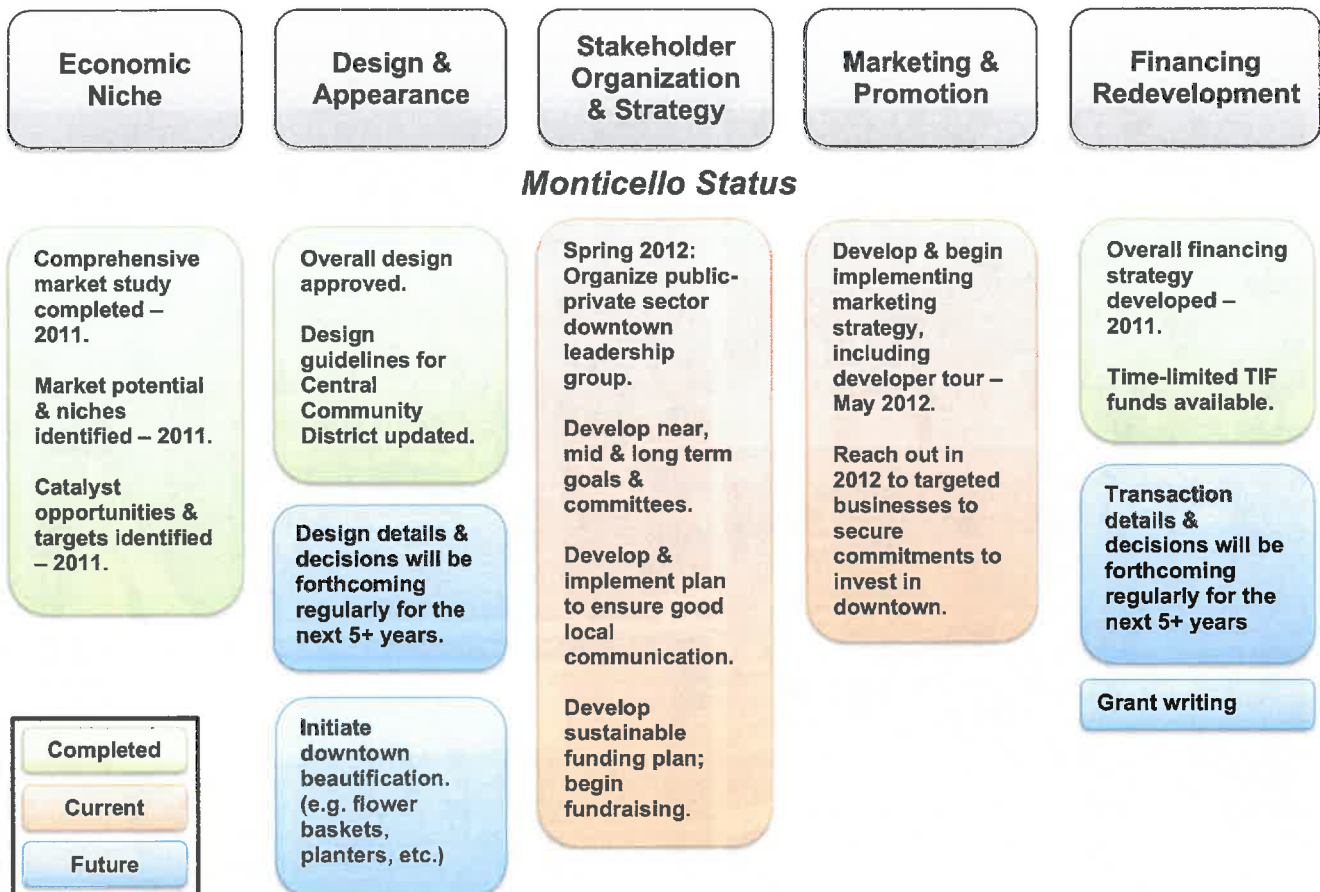 Economic
Niche
Design &
Appearance
Stakeholder
Organization
& Strategy
Marketing &
Promotion
Financing
Redevelopment
Monticello Status
Comprehensive
market study
completed –
2011.
Market potential
& niches
identified – 2011.
Catalyst
opportunities &
targets identified
– 2011.
Overall design
approved.
Design
guidelines for
Central
Community
District updated.
Design details &
decisions will be
forthcoming
regularly for the
next 5+ years.
Initiate
downtown
beautification.
(e.g. flower
baskets,
planters, etc.)
Spring 2012:
Organize public-
private sector
downtown
leadership
group.
Develop near,
mid & long term
goals &
committees.
Develop &
implement plan
to ensure good
local
communication.
Develop
sustainable
funding plan;
begin
fundraising.
Develop & begin
implementing
marketing
strategy,
including
developer tour –
May 2012.
Reach out in
2012 to targeted
businesses to
secure
commitments to
invest in
downtown.
Overall financing
strategy
developed –
2011.
Time-limited TIF
funds available.
Transaction
details &
decisions will be
forthcoming
regularly for the
next 5+ years
Grant writing
Completed
Current
Future